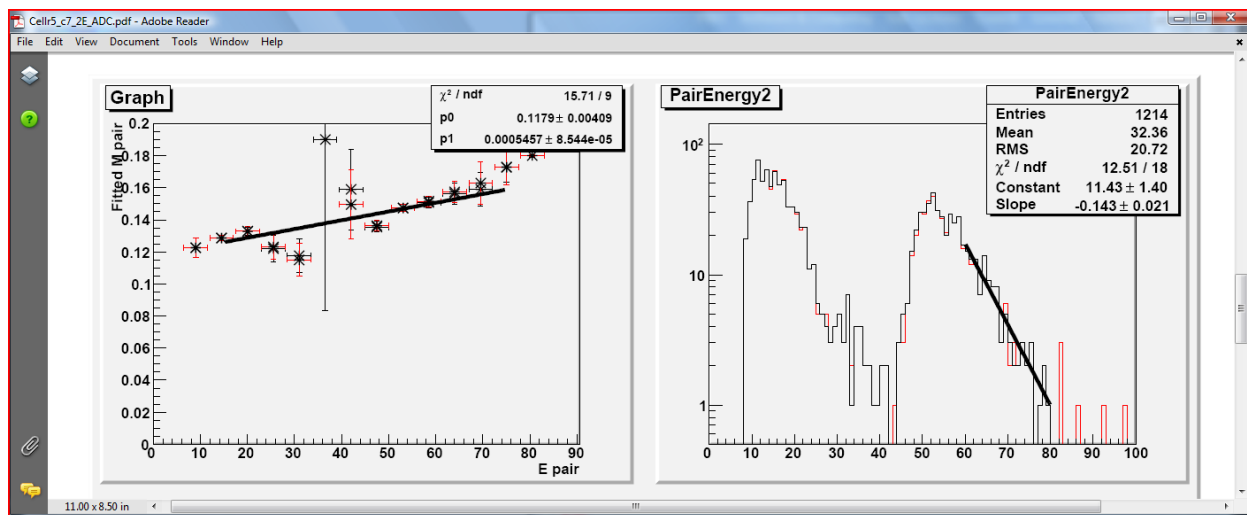 Cellr5_c7_2E_ADC.pdf - Adobe Reader
File Edit View Document Tools Window Help
Graph
χ² / ndf 15.71 / 9
p0 0.1179± 0.00409
p1 0.0005457 ± 8.544e-05
Fitted M pair
0.2
0.18
0.16
0.14
0.12
0.1
0.08
0.06
0.04
0.02
0
0 10 20 30 40 50 60 70 80 90
E pair
PairEnergy2
PairEnergy2
Entries 1214
Mean 32.36
RMS 20.72
χ² / ndf 12.51 / 18
Constant 11.43 ± 1.40
Slope -0.143 ± 0.021
10²
10
1
0 10 20 30 40 50 60 70 80 90 100
11.00 x 8.50 in